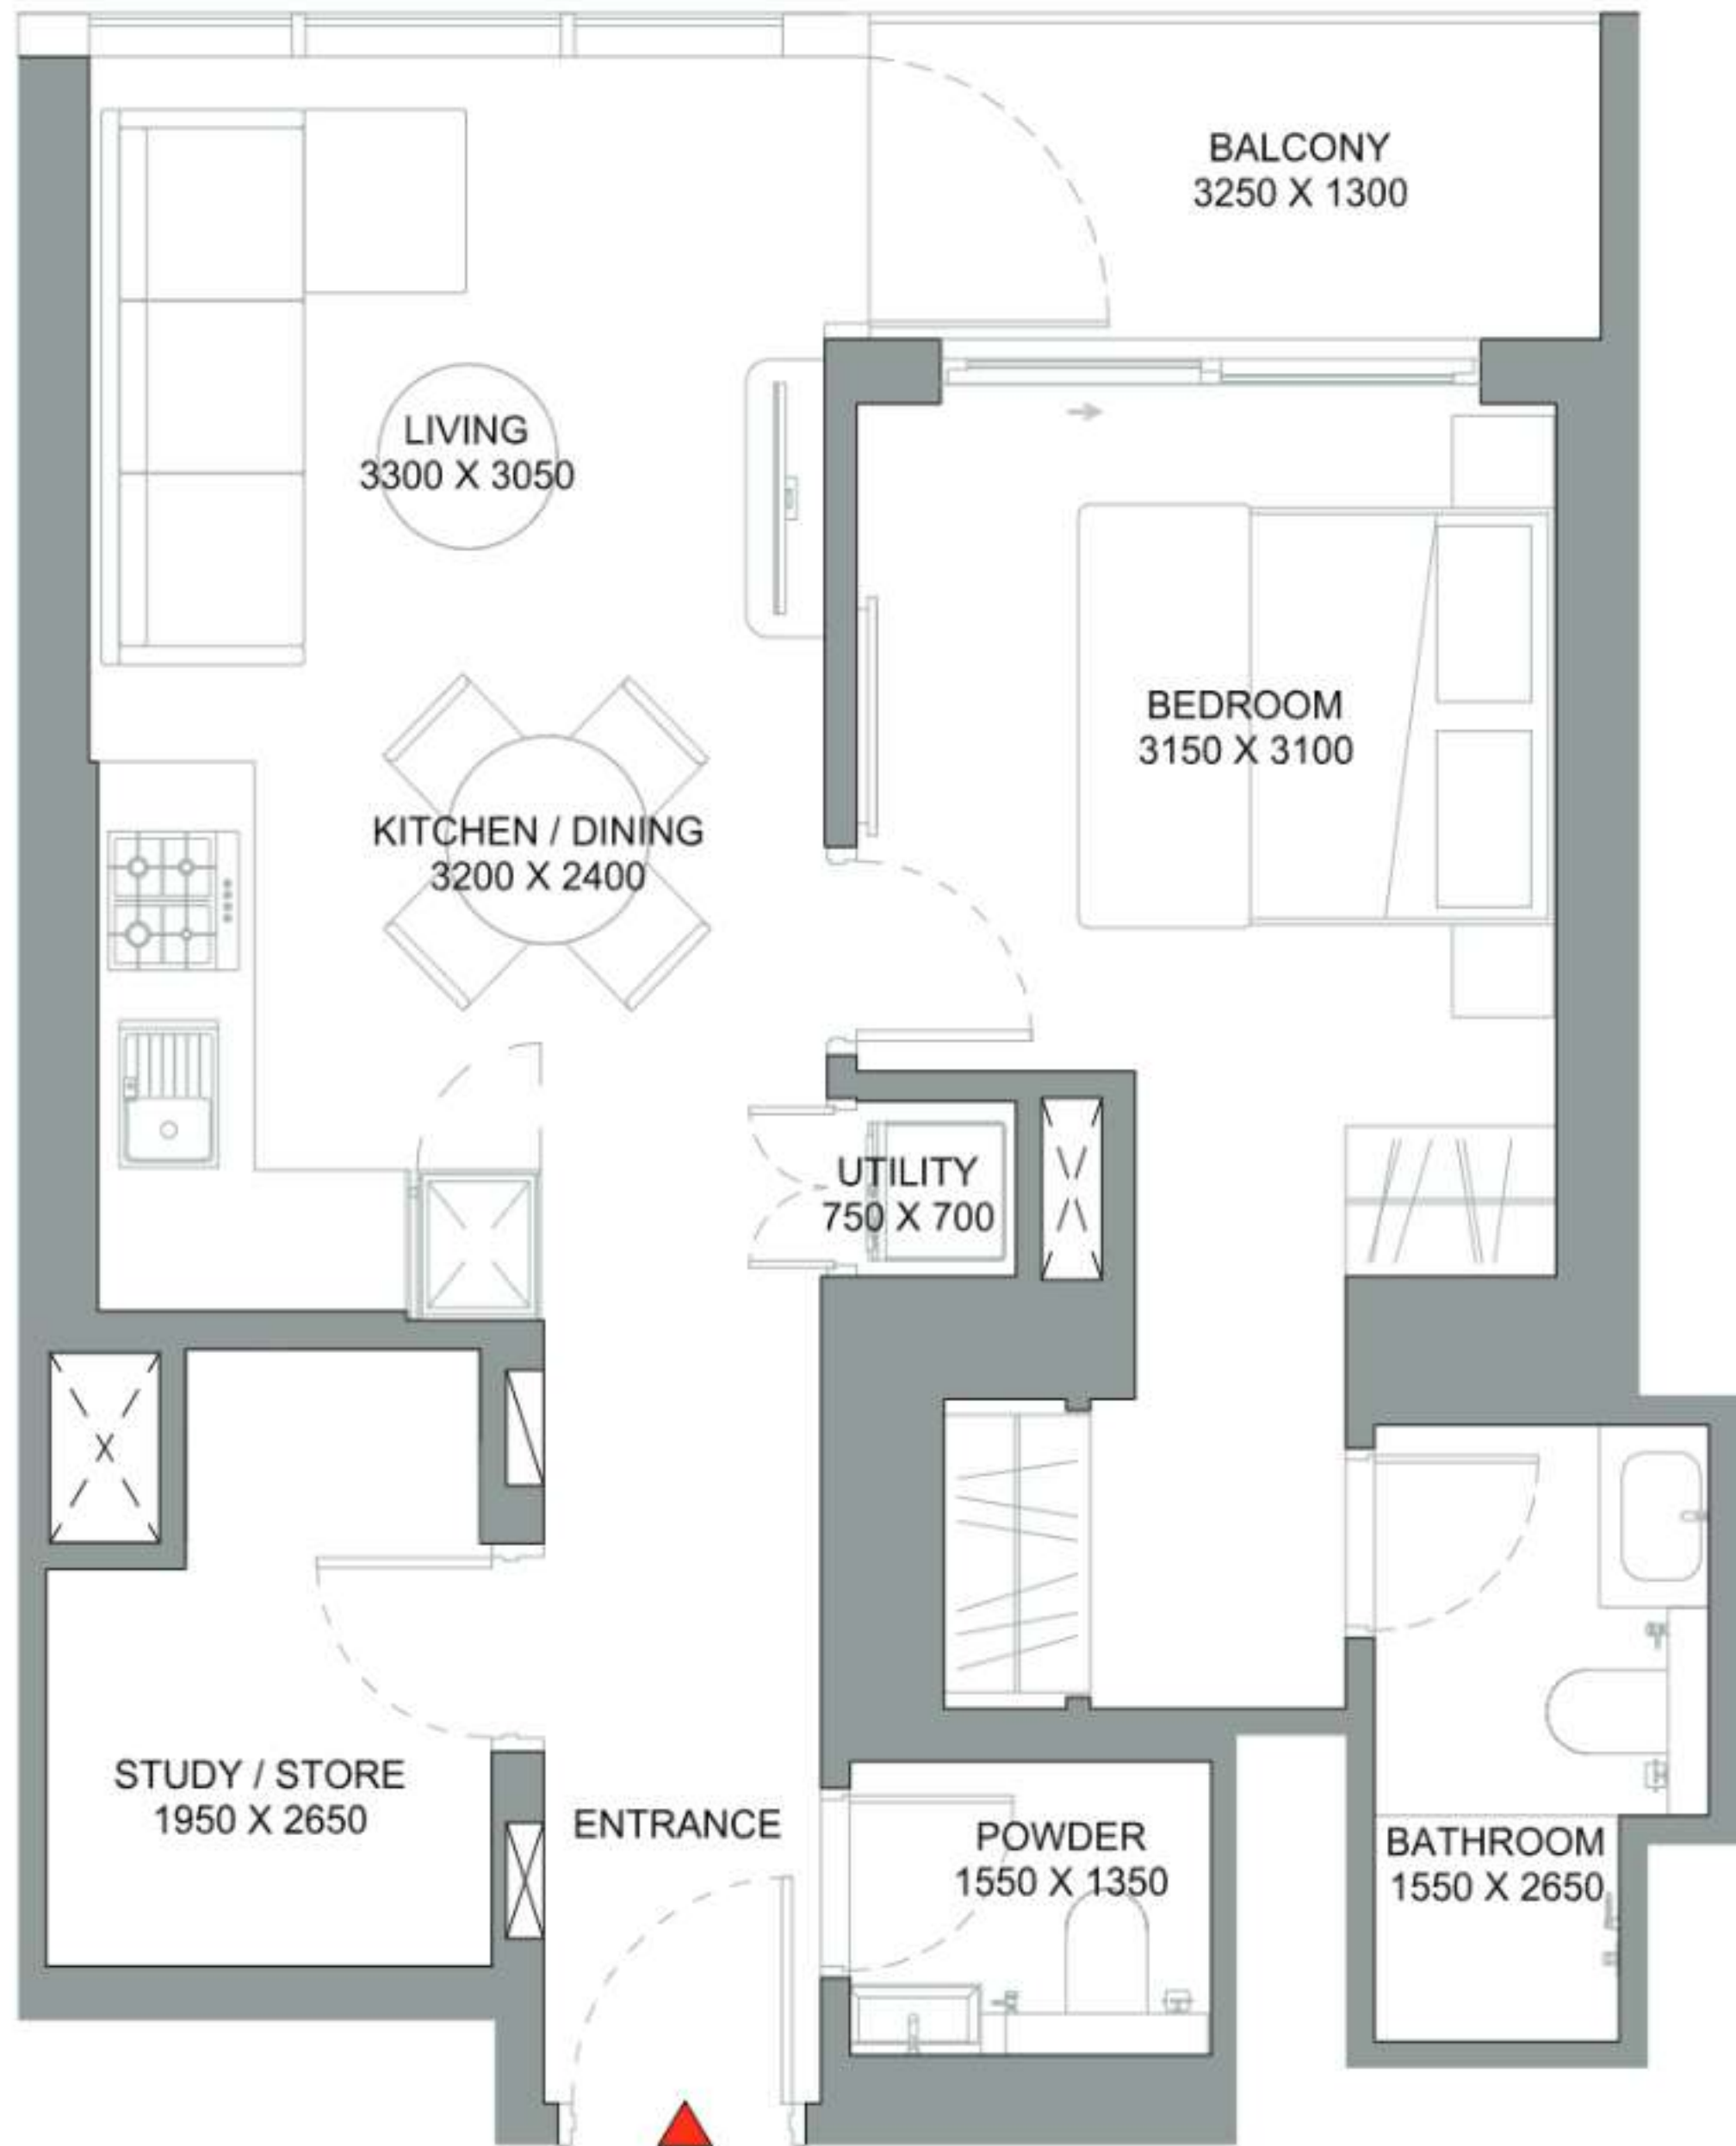 BALCONY
3250 X 1300
LIVING
3300 X 3050
BEDROOM
3150 X 3100
KITCHEN / DINING
3200 X 2400
UTILITY
750 X 700
STUDY / STORE
1950 X 2650
ENTRANCE
POWDER
1550 X 1350
BATHROOM
1550 X 2650